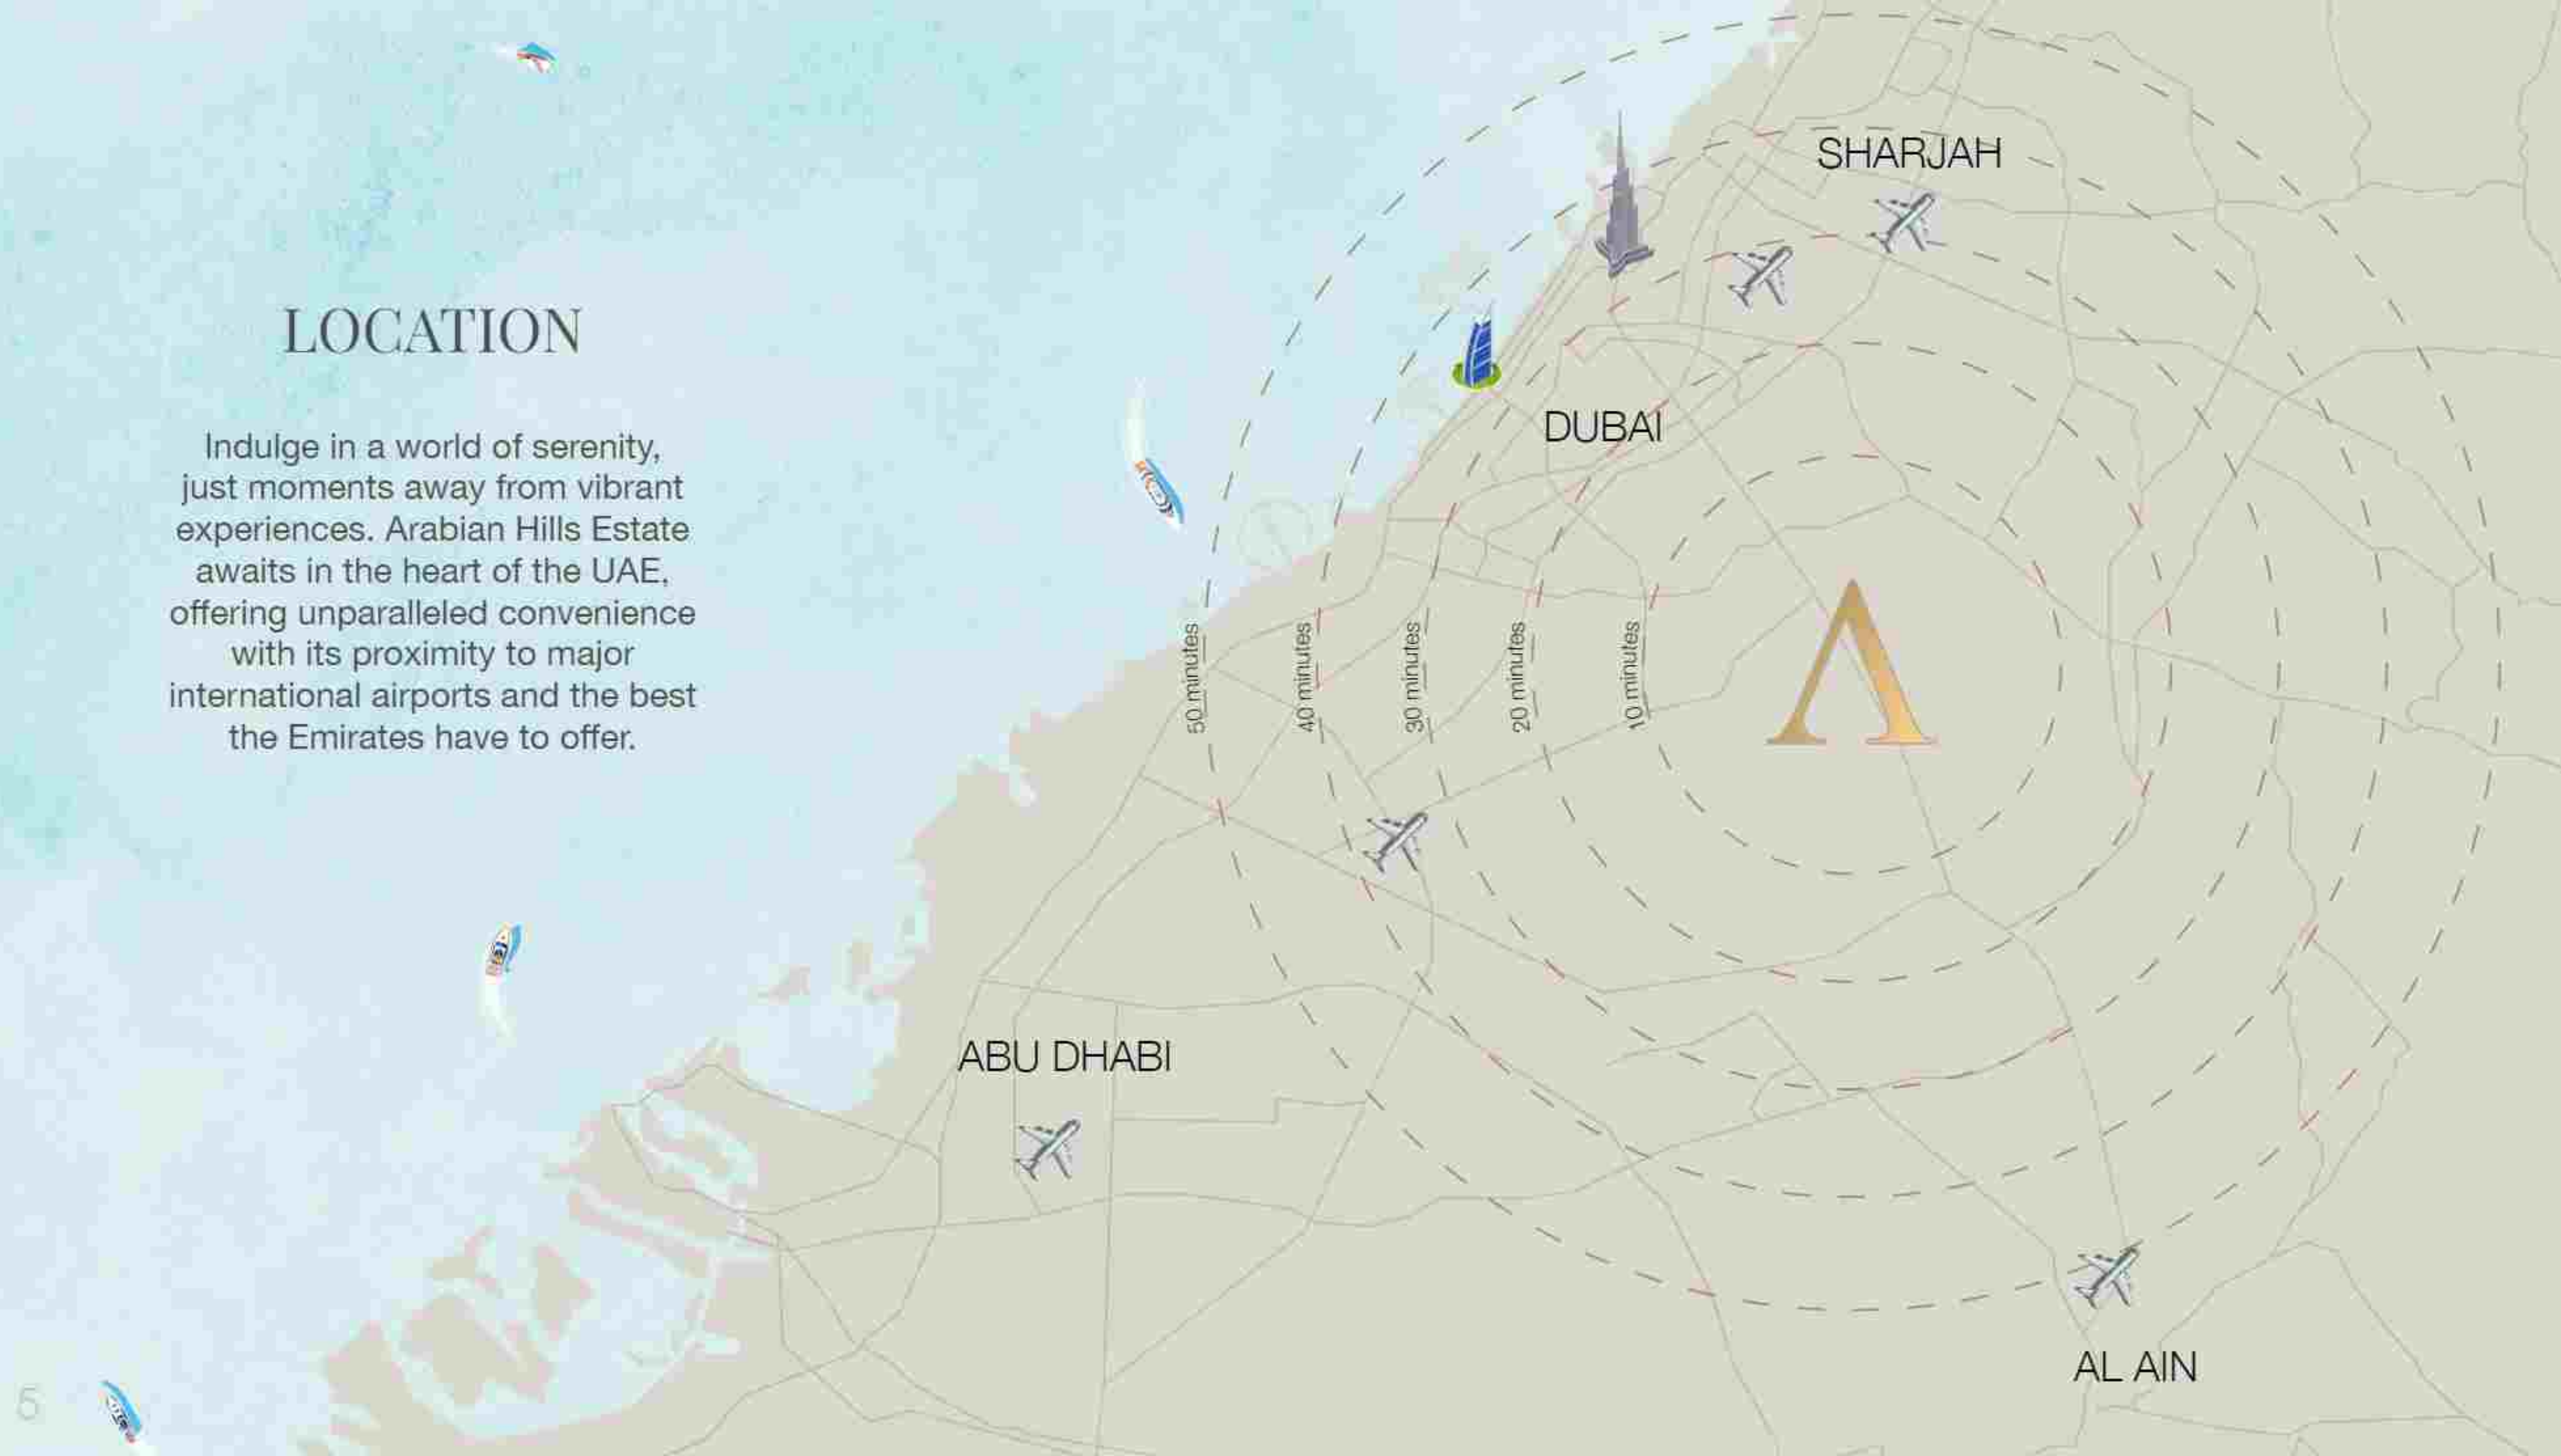 LOCATION
Indulge in a world of serenity,
just moments away from vibrant
experiences. Arabian Hills Estate
awaits in the heart of the UAE,
offering unparalleled convenience
with its proximity to major
international airports and the best
the Emirates have to offer.
SHARJAH
DUBAI
50 minutes
40 minutes
30 minutes
20 minutes
10 minutes
ABU DHABI
AL AIN
5